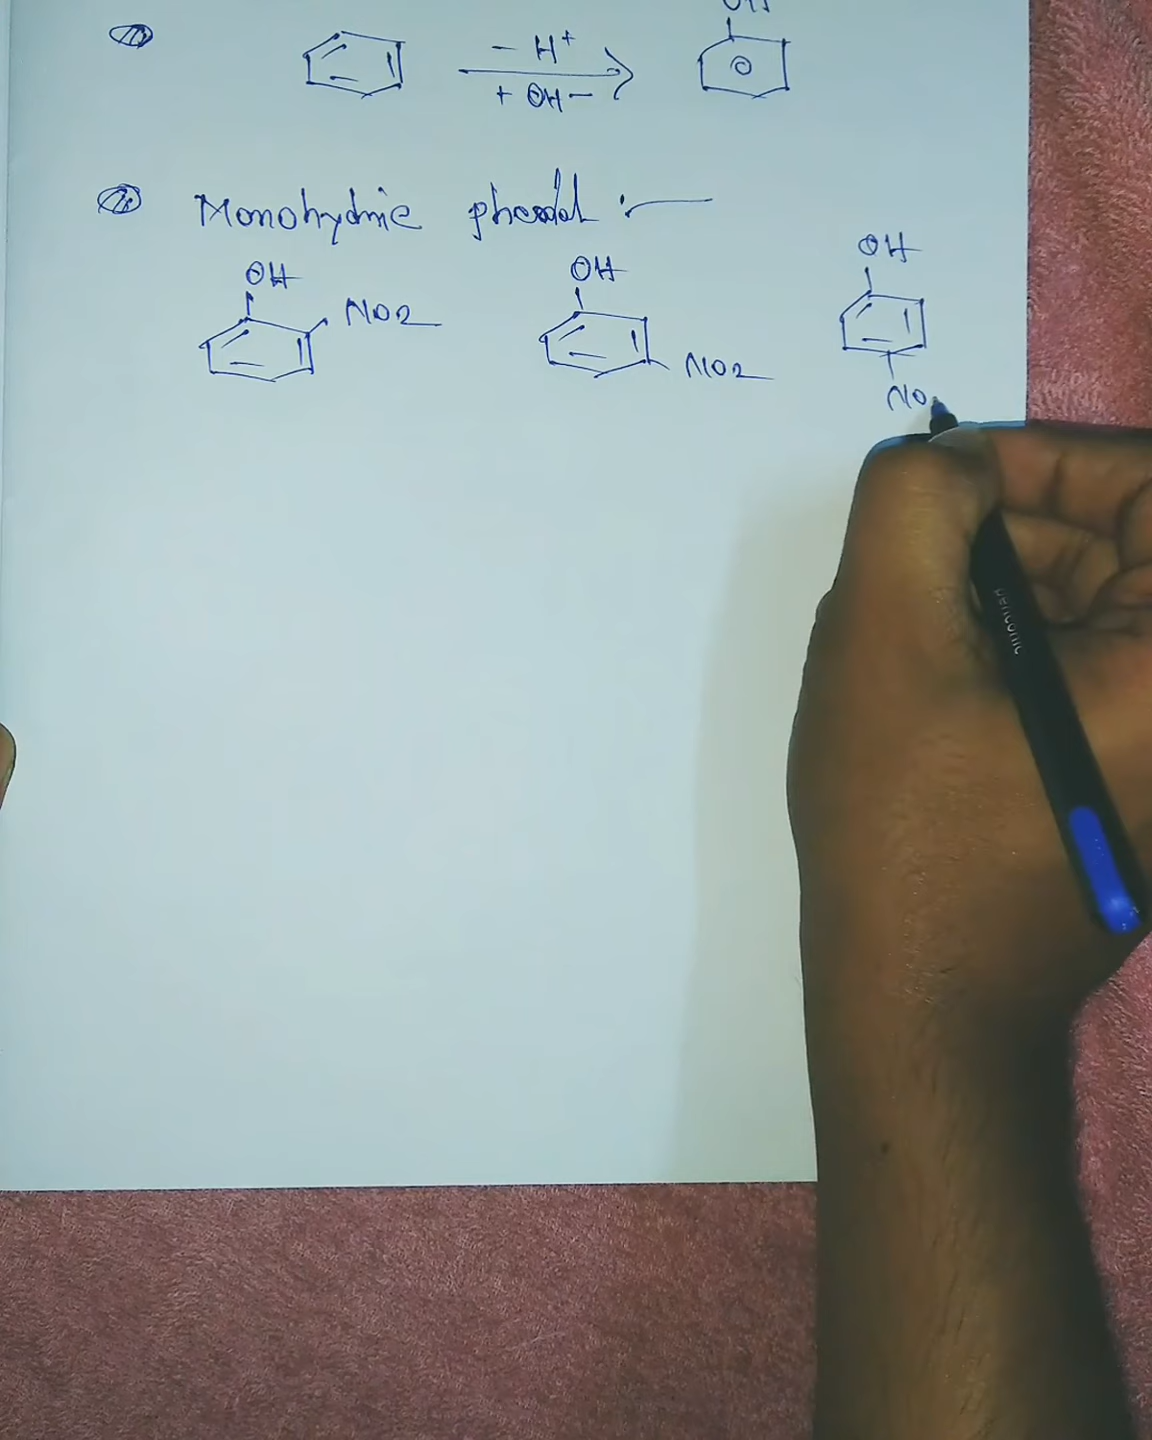 OH
- H+
+ OH-
Monohydric phenol :-
OH OH OH
NO2 NO2
NO